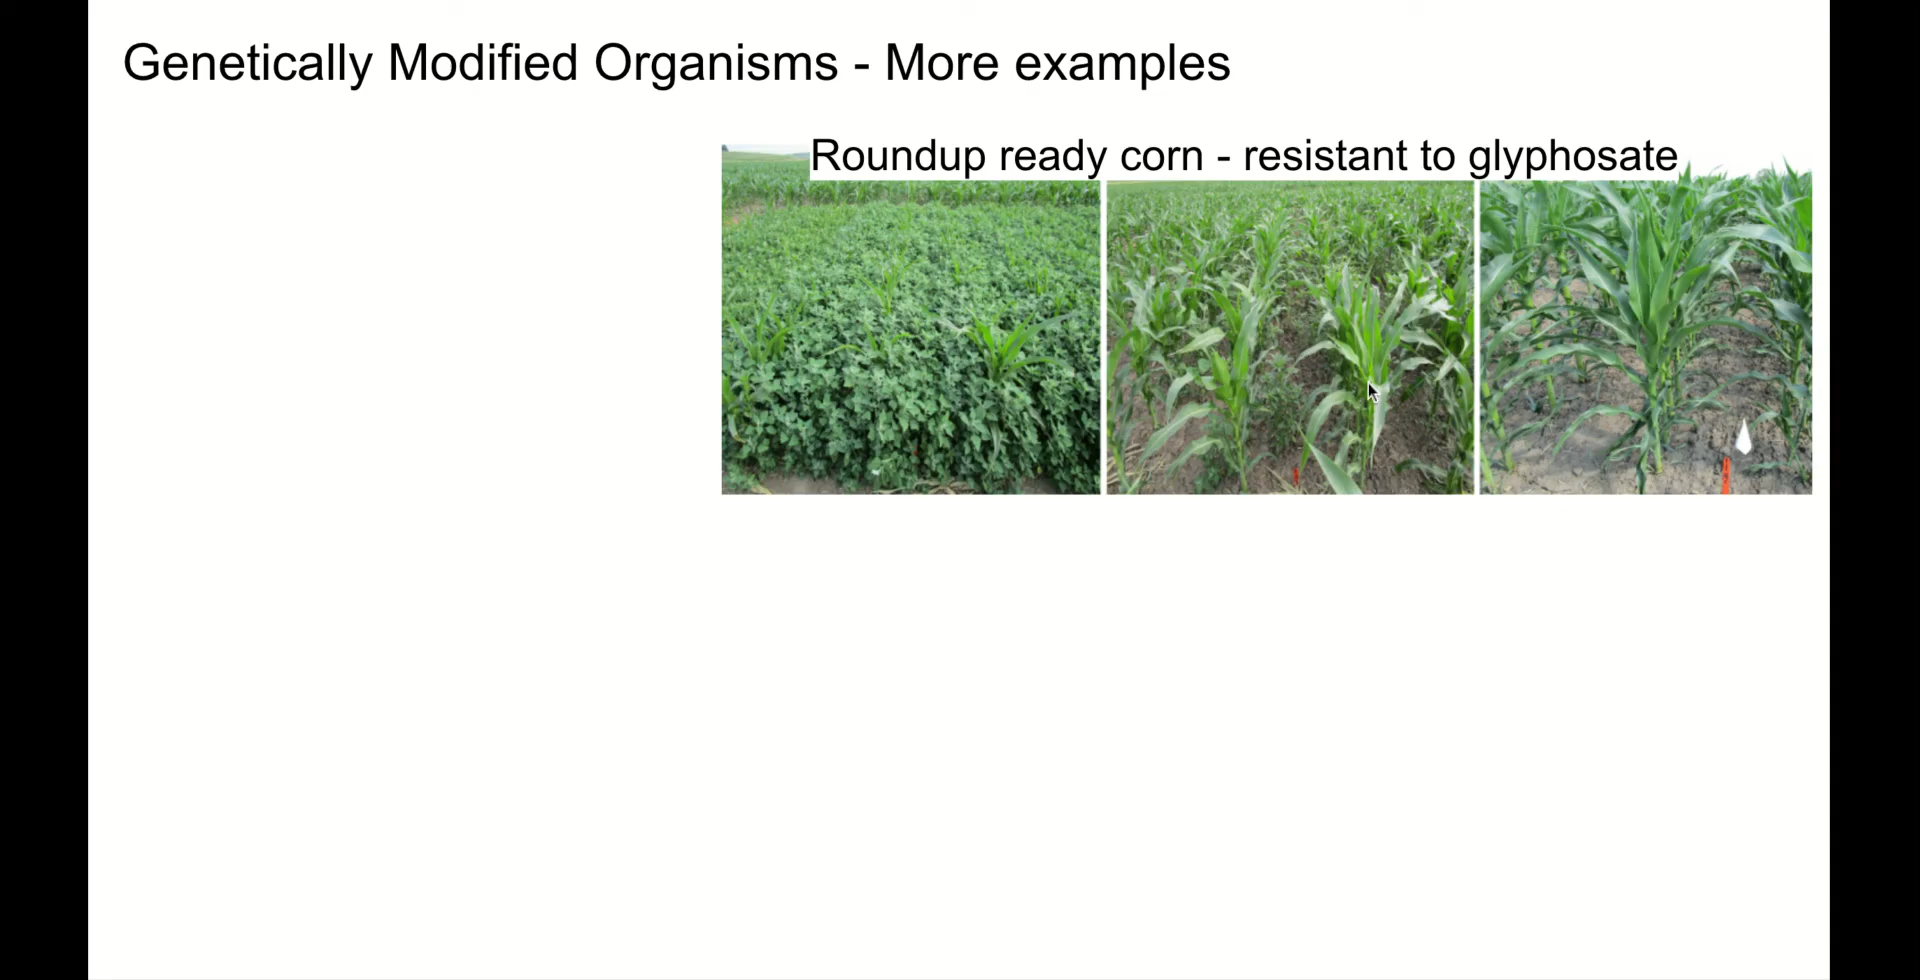 Genetically Modified Organisms - More examples
Roundup ready corn - resistant to glyphosate